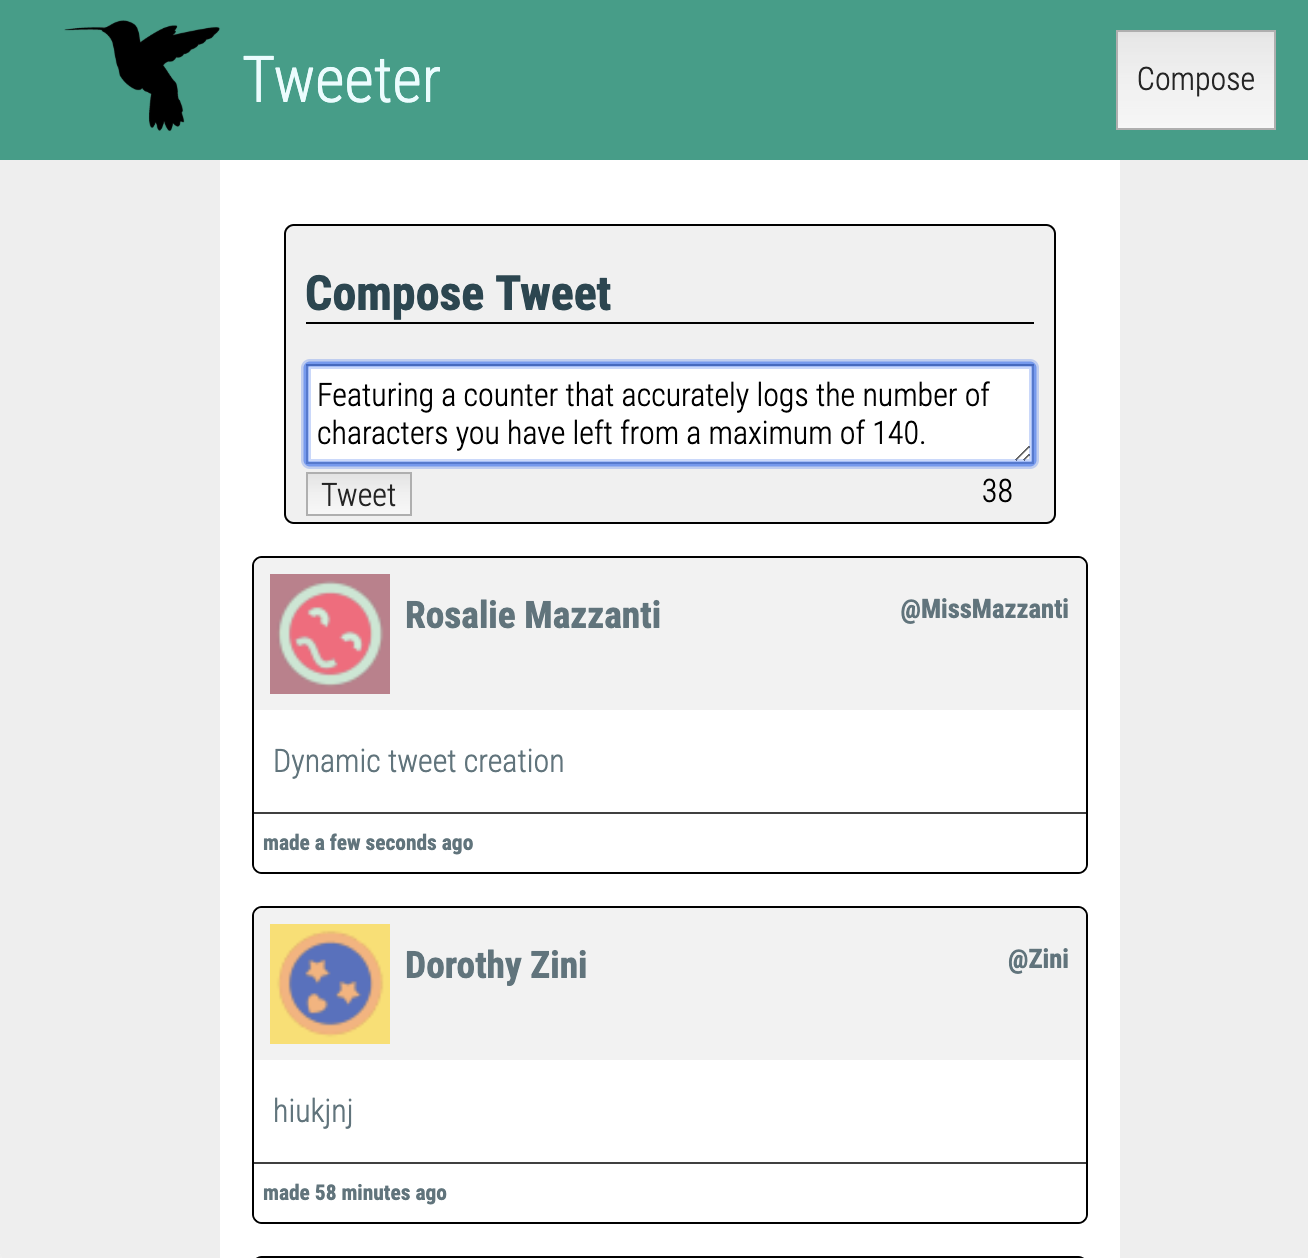 Tweeter
Compose
Compose Tweet
Featuring a counter that accurately logs the number of
characters you have left from a maximum of 140.
Tweet
38
Rosalie Mazzanti
@MissMazzanti
Dynamic tweet creation
made a few seconds ago
Dorothy Zini
@Zini
hiukjnj
made 58 minutes ago